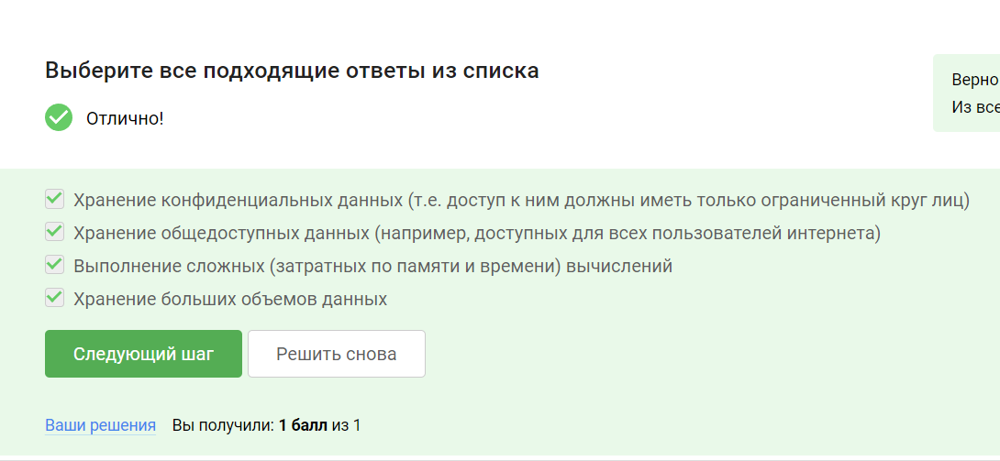 Выберите все подходящие ответы из списка
Верно
Из все
Отлично!
Хранение конфиденциальных данных (т.е. доступ к ним должны иметь только ограниченный круг лиц)
Хранение общедоступных данных (например, доступных для всех пользователей интернета)
Выполнение сложных (затратных по памяти и времени) вычислений
Хранение больших объемов данных
Следующий шаг Решить снова
Ваши решения Вы получили: 1 балл из 1